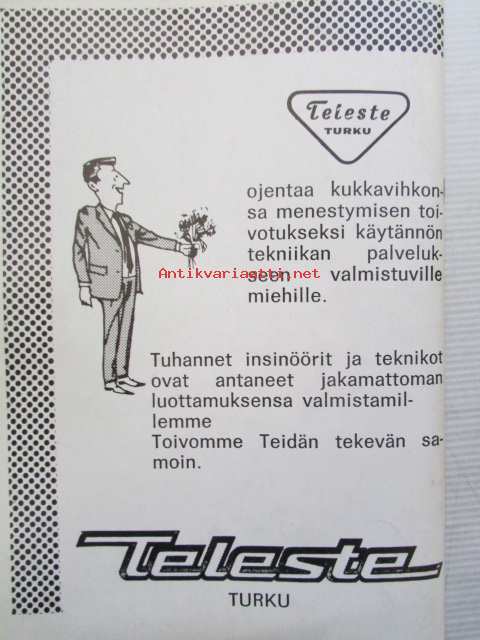 Teleste
TURKU
ojentaa kukkavihkon-
sa menestymisen toi-
votukseksi käytännön
tekniikan palveluk-
seen valmistuville
miehille.
Antikvariaatti.net
Tuhannet insinöörit ja teknikot
ovat antaneet jakamattoman
luottamuksensa valmistamil-
lemme
Toivomme Teidän tekevän sa-
moin.
Teleste
TURKU